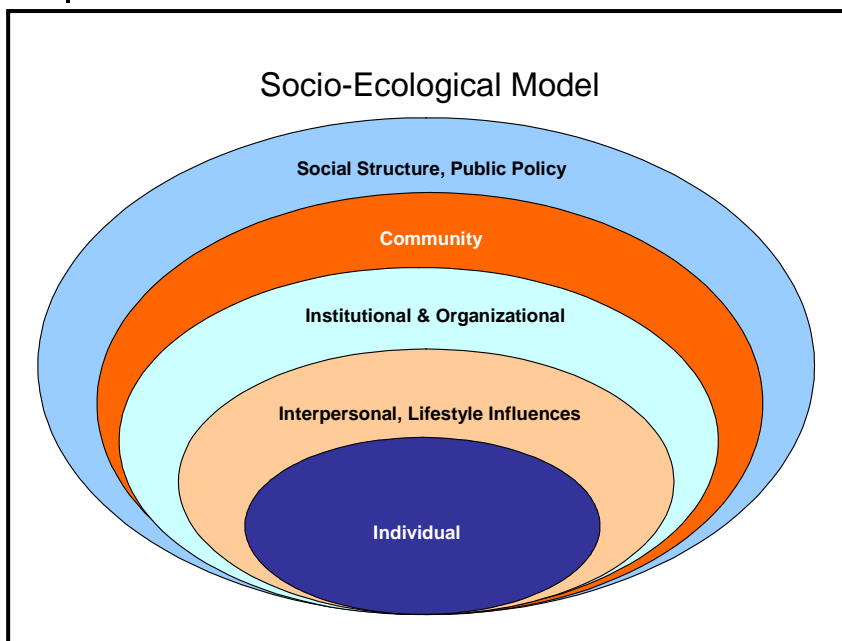 Socio-Ecological Model
Social Structure, Public Policy
Community
Institutional & Organizational
Interpersonal, Lifestyle Influences
Individual